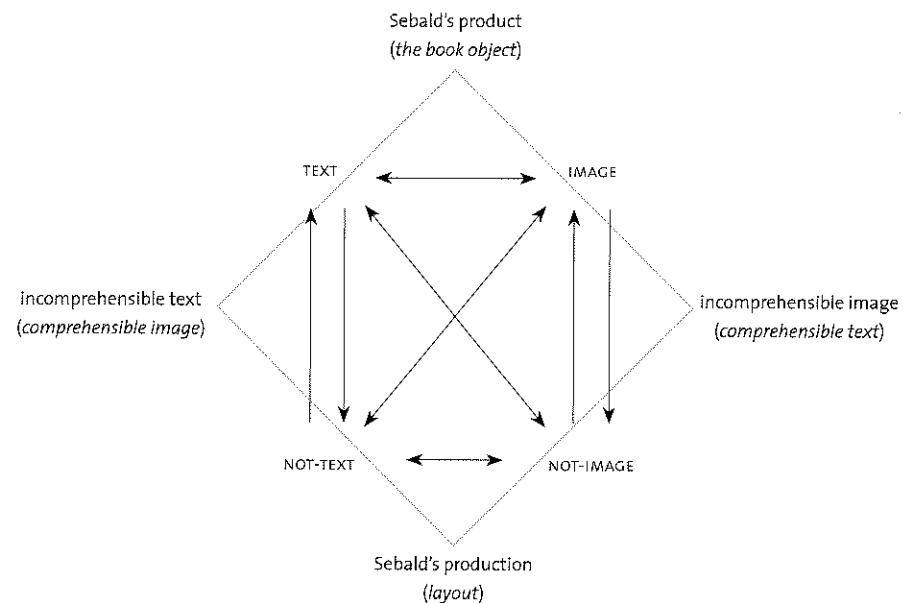 Sebald's product
(the book object)
TEXT
IMAGE
incomprehensible text
(comprehensible image)
incomprehensible image
(comprehensible text)
NOT-TEXT
NOT-IMAGE
Sebald's production
(layout)